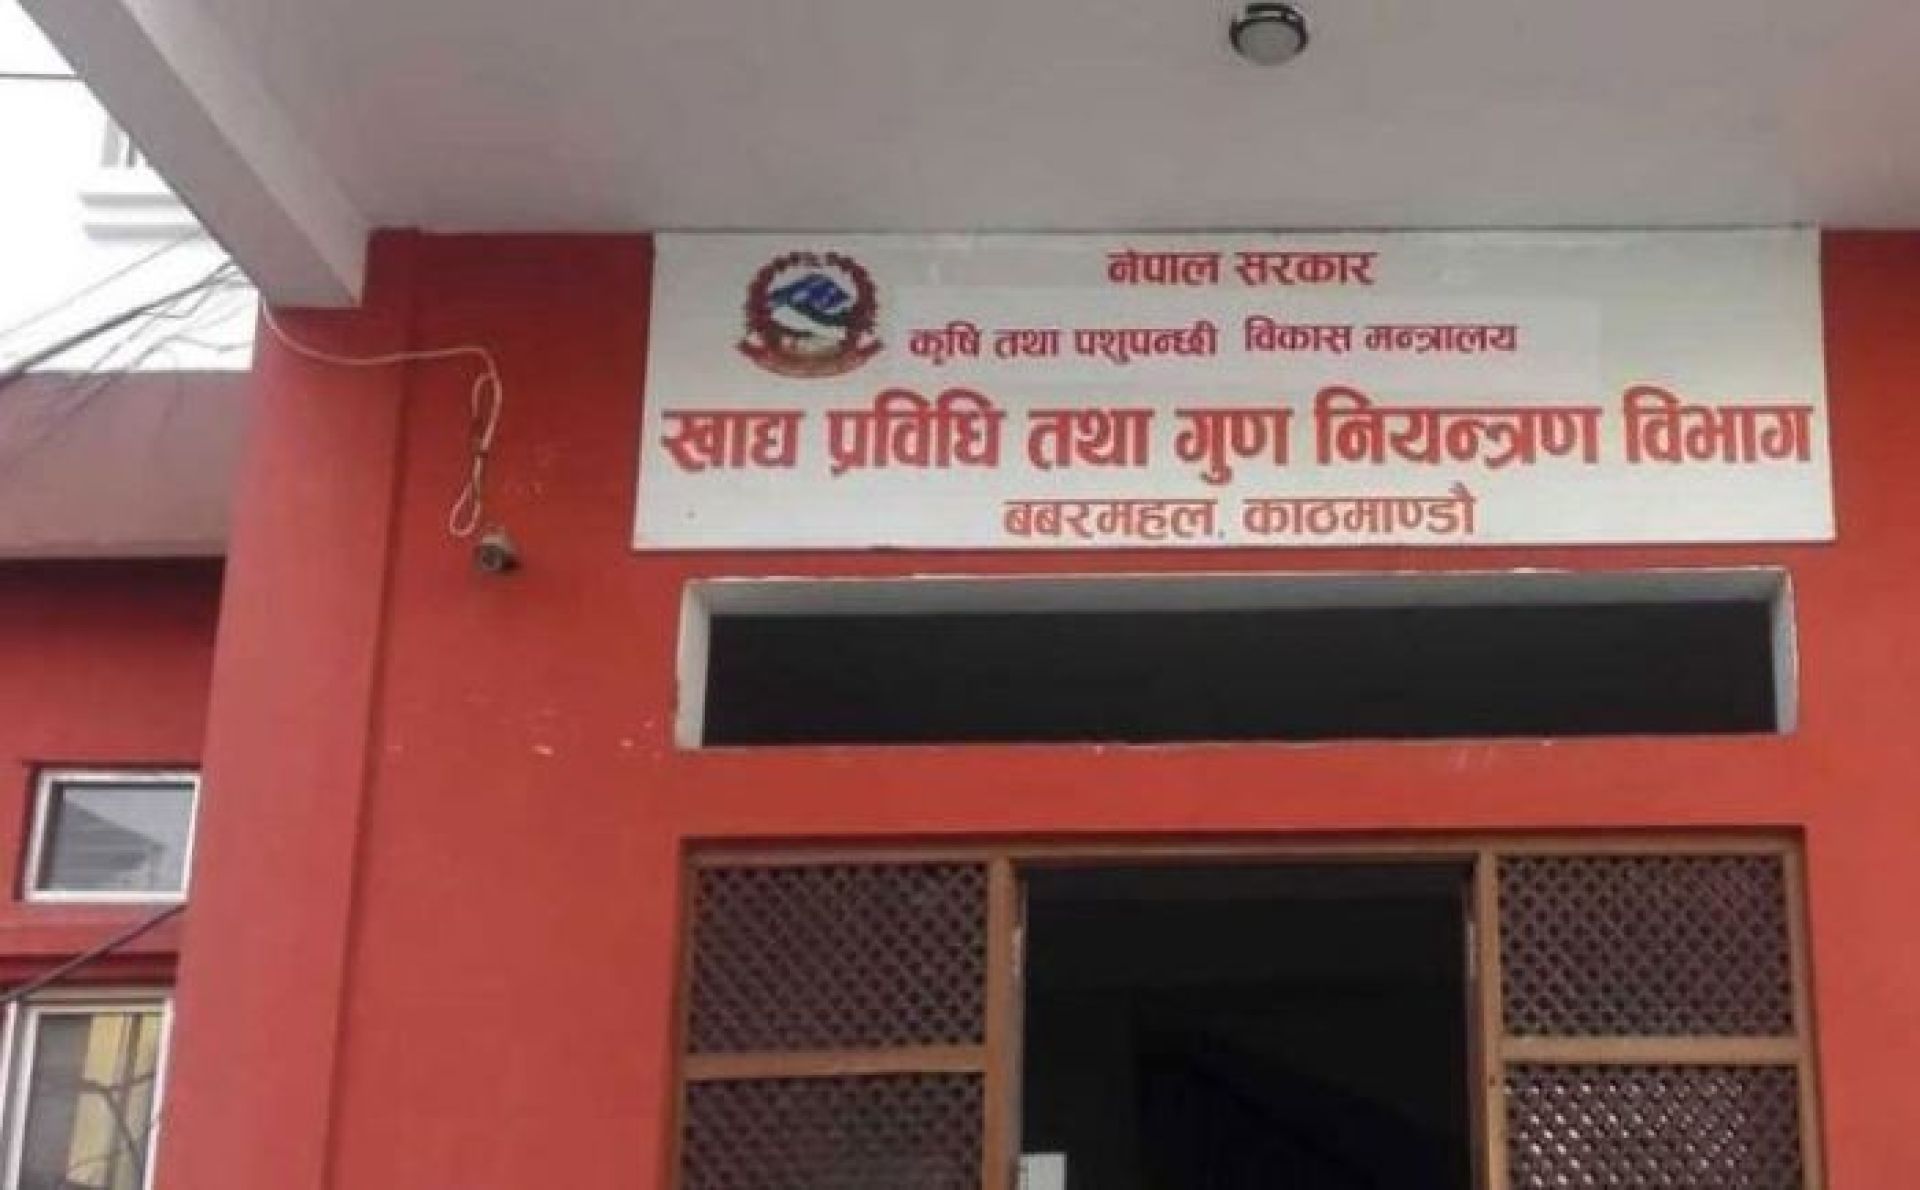 नेपाल सरकार
कृषि तथा पशुपन्छी विकास मन्त्रालय
खाद्य प्रविधि तथा गुण नियन्त्रण विभाग
बबरमहल, काठमाण्डौ